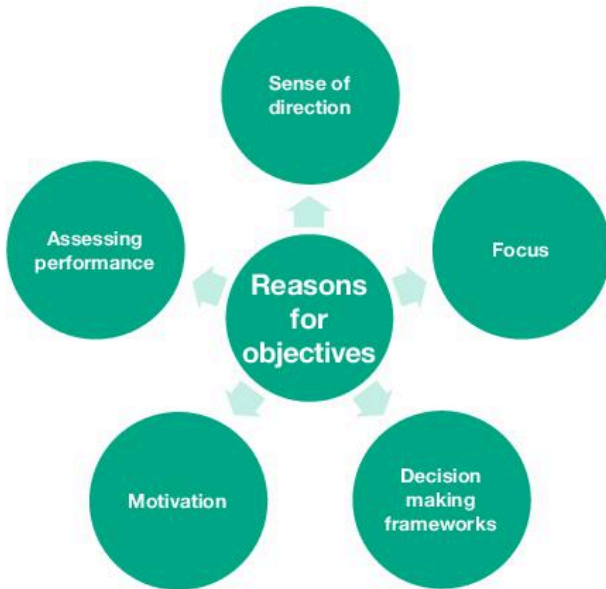 Sense of
direction
Assessing
performance
Focus
Reasons
for
objectives
Motivation
Decision
making
frameworks